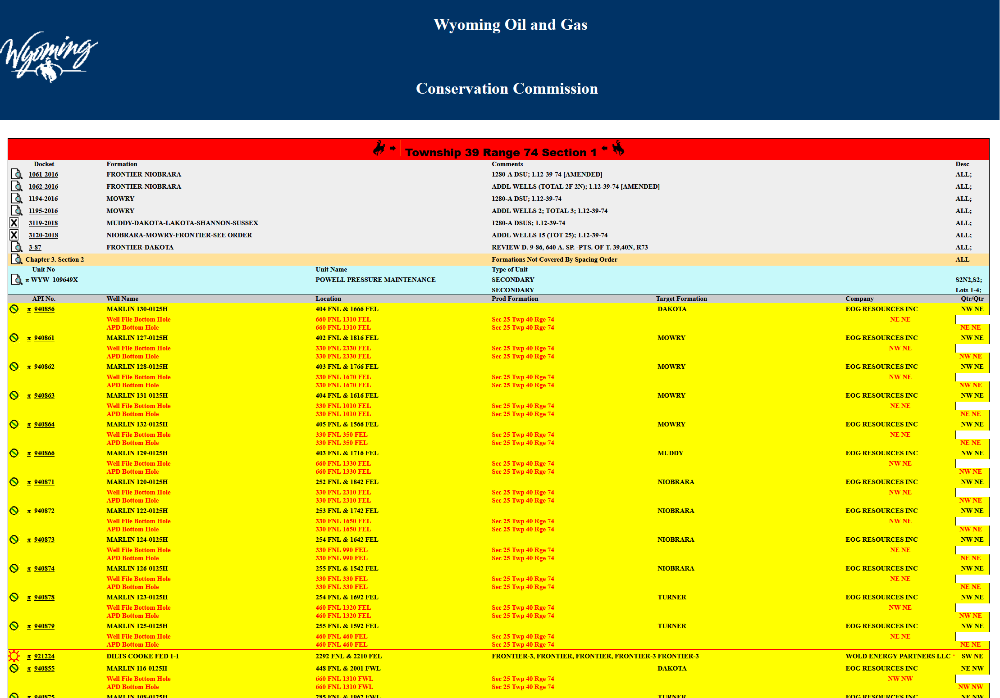 Wyoming Oil and Gas
Wyoming
Conservation Commission
Township 39 Range 74 Section 1
Docket Formation Comments Desc
1061-2016 FRONTIER-NIOBRARA 1280-A DSU; 1.12-39-74 [AMENDED] ALL;
1062-2016 FRONTIER-NIOBRARA ADDL WELLS (TOTAL 2F 2N); 1.12-39-74 [AMENDED] ALL;
1194-2016 MOWRY 1280-A DSU; 1.12-39-74 ALL;
1195-2016 MOWRY ADDL WELLS 2; TOTAL 3; 1.12-39-74 ALL;
X 3119-2018 MUDDY-DAKOTA-LAKOTA-SHANNON-SUSSEX 1280-A DSUS; 1.12-39-74 ALL;
X 3120-2018 NIOBRARA-MOWRY-FRONTIER-SEE ORDER ADDL WELLS 15 (TOT 25); 1.12-39-74 ALL;
3-87 FRONTIER-DAKOTA REVIEW D. 9-86, 640 A. SP. -PTS. OF T. 39,40N, R73 ALL;
Chapter 3. Section 2 Formations Not Covered By Spacing Order ALL
Unit No Unit Name Type of Unit
π WYW 109649X POWELL PRESSURE MAINTENANCE SECONDARY S2N2,S2;
SECONDARY Lots 1-4;
API No. Well Name Location Prod Formation Target Formation Company Qtr/Qtr
π 940856 MARLIN 130-0125H 404 FNL & 1666 FEL DAKOTA EOG RESOURCES INC NW NE
Well File Bottom Hole 660 FNL 1310 FEL Sec 25 Twp 40 Rge 74 NE NE
APD Bottom Hole 660 FNL 1310 FEL Sec 25 Twp 40 Rge 74 NE NE
π 940861 MARLIN 127-0125H 402 FNL & 1816 FEL MOWRY EOG RESOURCES INC NW NE
Well File Bottom Hole 330 FNL 2330 FEL Sec 25 Twp 40 Rge 74 NW NE
APD Bottom Hole 330 FNL 2330 FEL Sec 25 Twp 40 Rge 74 NW NE
π 940862 MARLIN 128-0125H 403 FNL & 1766 FEL MOWRY EOG RESOURCES INC NW NE
Well File Bottom Hole 330 FNL 1670 FEL Sec 25 Twp 40 Rge 74 NW NE
APD Bottom Hole 330 FNL 1670 FEL Sec 25 Twp 40 Rge 74 NW NE
π 940863 MARLIN 131-0125H 404 FNL & 1616 FEL MOWRY EOG RESOURCES INC NW NE
Well File Bottom Hole 330 FNL 1010 FEL Sec 25 Twp 40 Rge 74 NE NE
APD Bottom Hole 330 FNL 1010 FEL Sec 25 Twp 40 Rge 74 NE NE
π 940864 MARLIN 132-0125H 405 FNL & 1566 FEL MOWRY EOG RESOURCES INC NW NE
Well File Bottom Hole 330 FNL 350 FEL Sec 25 Twp 40 Rge 74 NE NE
APD Bottom Hole 330 FNL 350 FEL Sec 25 Twp 40 Rge 74 NE NE
π 940866 MARLIN 129-0125H 403 FNL & 1716 FEL MUDDY EOG RESOURCES INC NW NE
Well File Bottom Hole 660 FNL 1330 FEL Sec 25 Twp 40 Rge 74 NW NE
APD Bottom Hole 660 FNL 1330 FEL Sec 25 Twp 40 Rge 74 NW NE
π 940871 MARLIN 120-0125H 252 FNL & 1842 FEL NIOBRARA EOG RESOURCES INC NW NE
Well File Bottom Hole 330 FNL 2310 FEL Sec 25 Twp 40 Rge 74 NW NE
APD Bottom Hole 330 FNL 2310 FEL Sec 25 Twp 40 Rge 74 NW NE
π 940872 MARLIN 122-0125H 253 FNL & 1742 FEL NIOBRARA EOG RESOURCES INC NW NE
Well File Bottom Hole 330 FNL 1650 FEL Sec 25 Twp 40 Rge 74 NW NE
APD Bottom Hole 330 FNL 1650 FEL Sec 25 Twp 40 Rge 74 NW NE
π 940873 MARLIN 124-0125H 254 FNL & 1642 FEL NIOBRARA EOG RESOURCES INC NW NE
Well File Bottom Hole 330 FNL 990 FEL Sec 25 Twp 40 Rge 74 NE NE
APD Bottom Hole 330 FNL 990 FEL Sec 25 Twp 40 Rge 74 NE NE
π 940874 MARLIN 126-0125H 255 FNL & 1542 FEL NIOBRARA EOG RESOURCES INC NW NE
Well File Bottom Hole 330 FNL 330 FEL Sec 25 Twp 40 Rge 74 NE NE
APD Bottom Hole 330 FNL 330 FEL Sec 25 Twp 40 Rge 74 NE NE
π 940878 MARLIN 123-0125H 254 FNL & 1692 FEL TURNER EOG RESOURCES INC NW NE
Well File Bottom Hole 460 FNL 1320 FEL Sec 25 Twp 40 Rge 74 NW NE
APD Bottom Hole 460 FNL 1320 FEL Sec 25 Twp 40 Rge 74 NW NE
π 940879 MARLIN 125-0125H 255 FNL & 1592 FEL TURNER EOG RESOURCES INC NW NE
Well File Bottom Hole 460 FNL 460 FEL Sec 25 Twp 40 Rge 74 NE NE
APD Bottom Hole 460 FNL 460 FEL Sec 25 Twp 40 Rge 74 NE NE
π 921224 DILTS COOKE FED 1-1 2292 FNL & 2210 FEL FRONTIER-3, FRONTIER, FRONTIER, FRONTIER-3 FRONTIER-3 WOLD ENERGY PARTNERS LLC * SW NE
π 940855 MARLIN 116-0125H 448 FNL & 2001 FWL DAKOTA EOG RESOURCES INC NE NW
Well File Bottom Hole 660 FNL 1310 FWL Sec 25 Twp 40 Rge 74 NW NW
APD Bottom Hole 660 FNL 1310 FWL Sec 25 Twp 40 Rge 74 NW NW
π 940875 MARLIN 108-0125H 285 FNL & 1962 FWL TURNER EOG RESOURCES INC NE NW